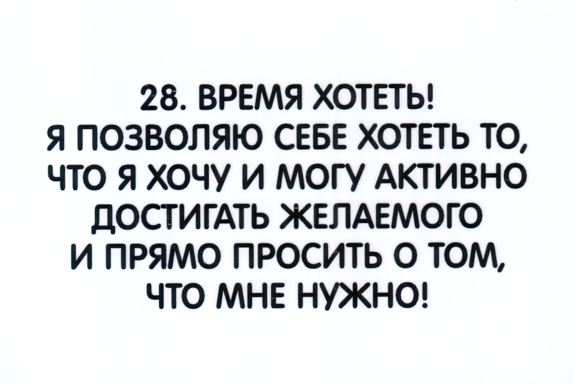 28. ВРЕМЯ ХОТЕТЬ!
Я ПОЗВОЛЯЮ СЕБЕ ХОТЕТЬ ТО,
ЧТО Я ХОЧУ И МОГУ АКТИВНО
ДОСТИГАТЬ ЖЕЛАЕМОГО
И ПРЯМО ПРОСИТЬ О ТОМ,
ЧТО МНЕ НУЖНО!